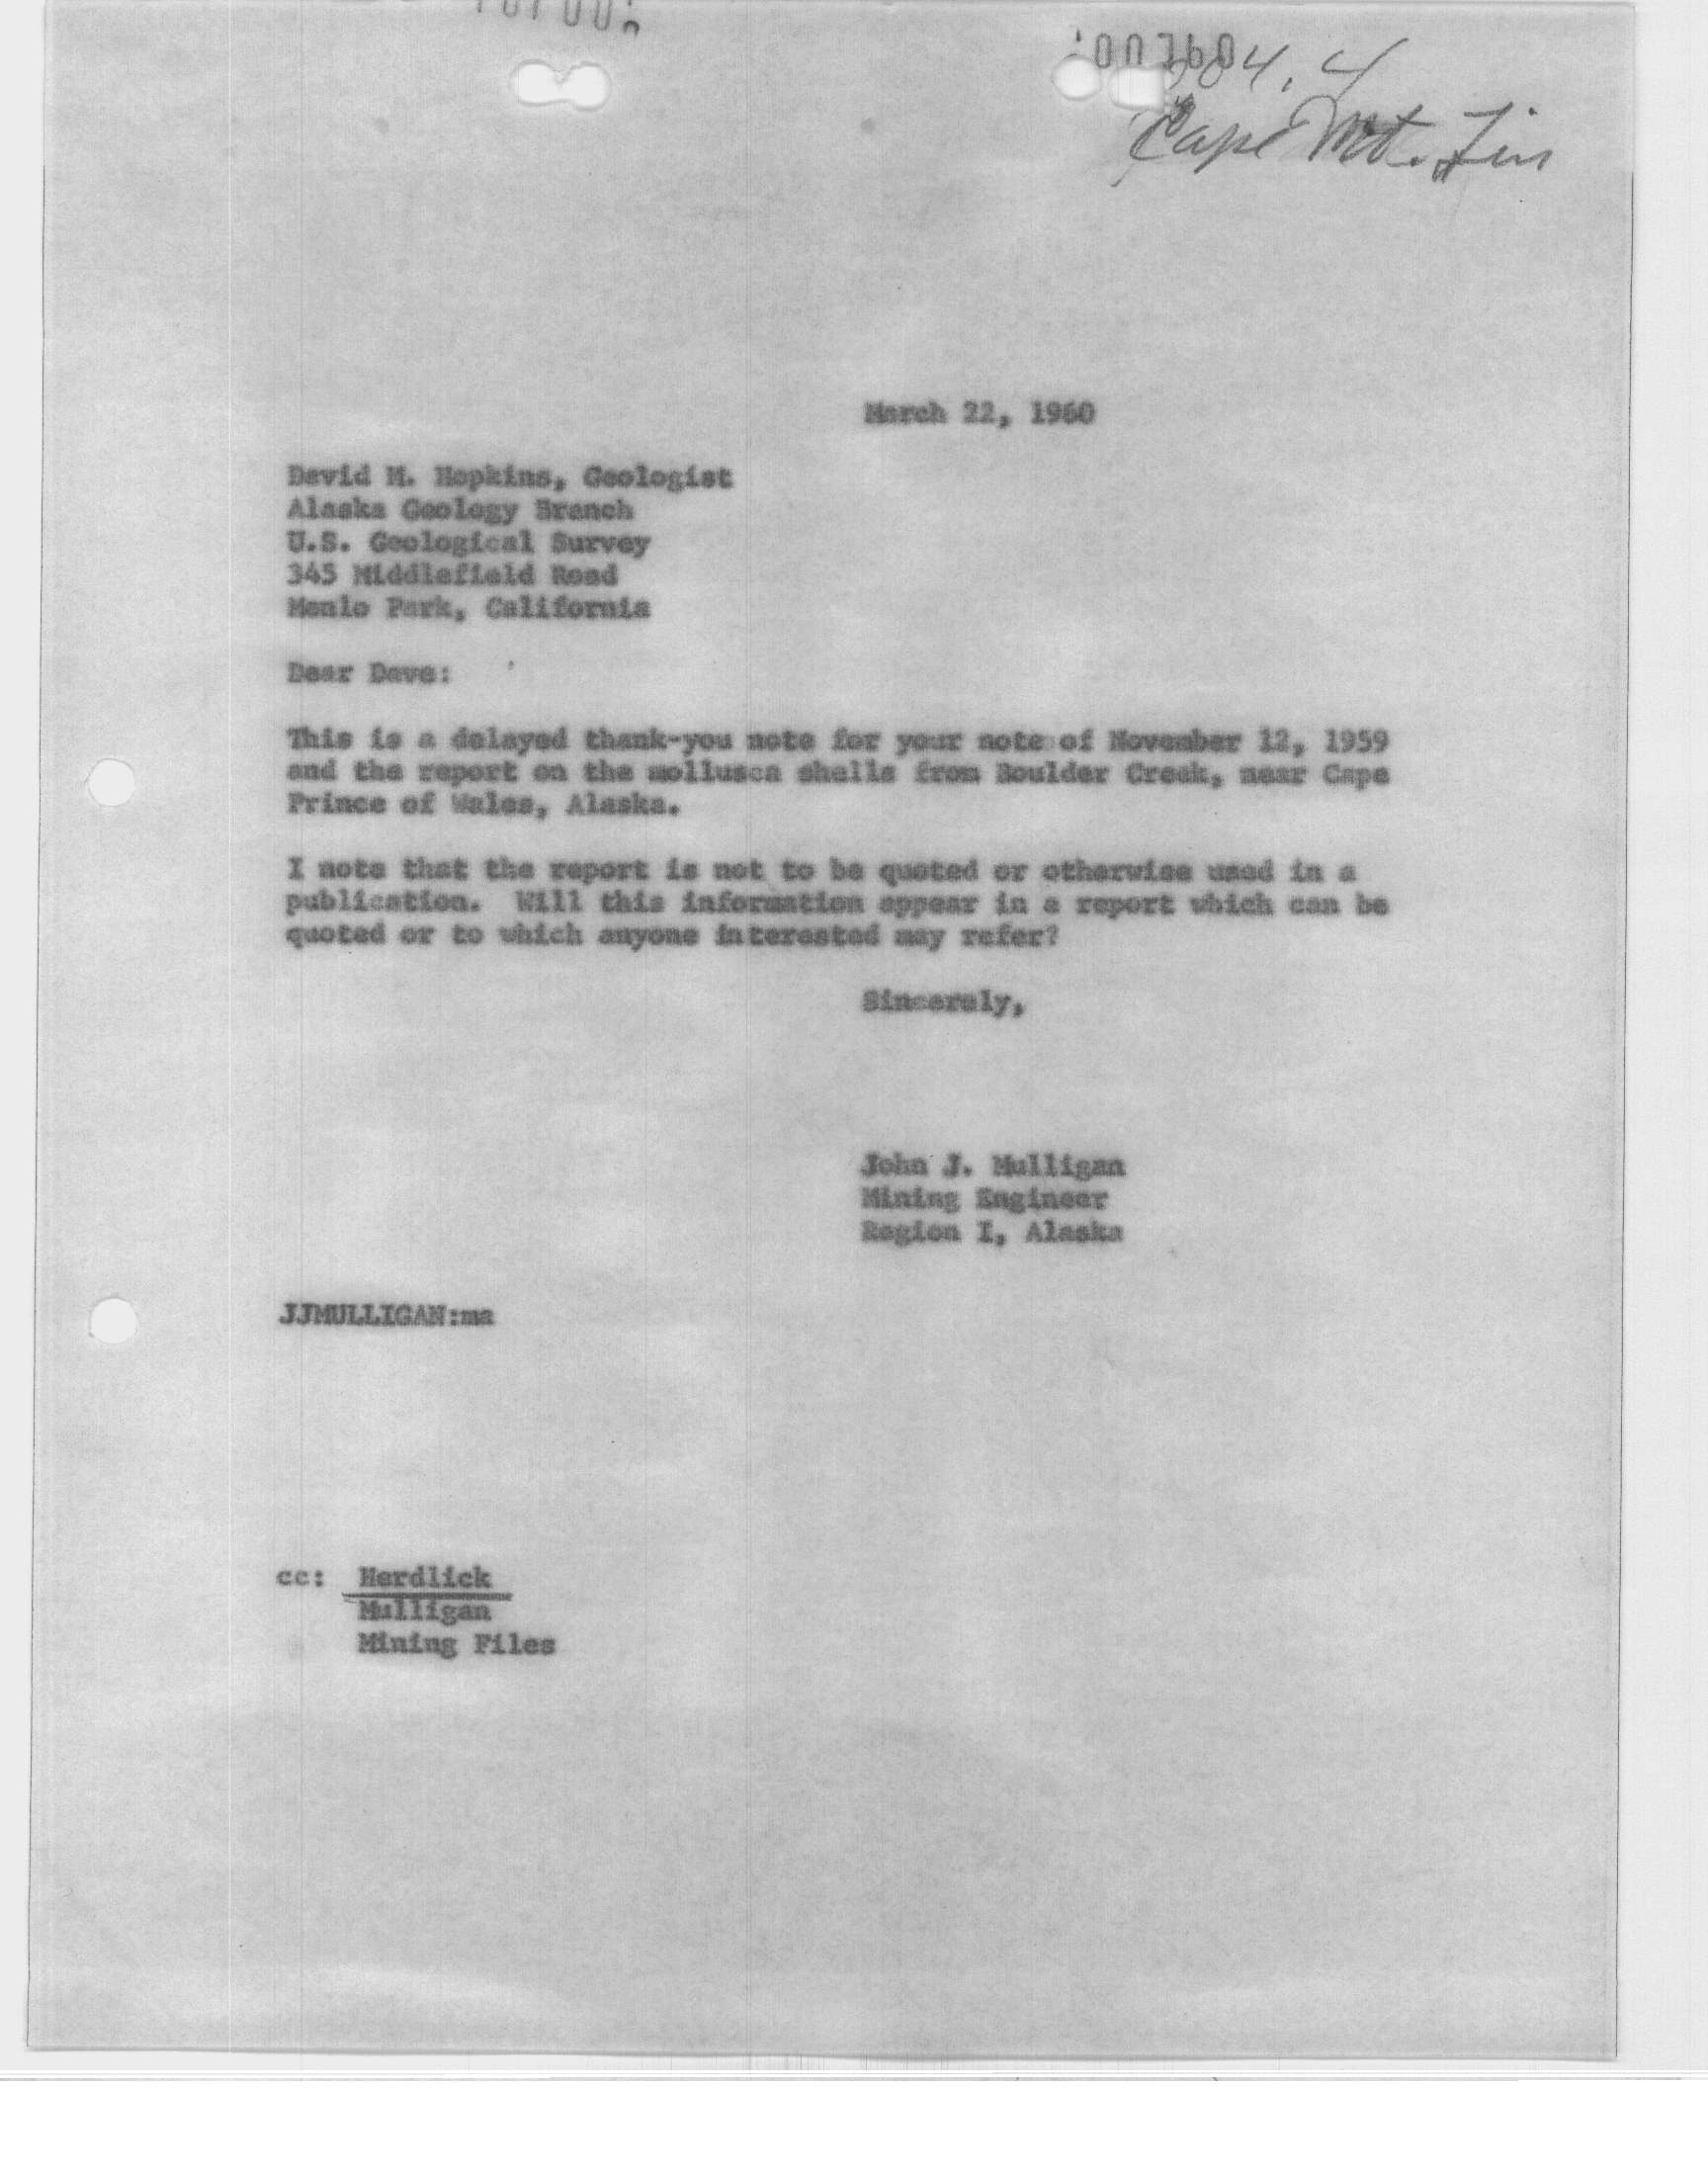 March 22, 1960
Cape Mt. Tin
David M. Hopkins, Geologist
Alaska Geology Branch
U.S. Geological Survey
345 Middlefield Road
Menlo Park, California
Dear Dave:
This is a delayed thank-you note for your note of November 12, 1959
and the report on the mollusca shells from Boulder Creek, near Cape
Prince of Wales, Alaska.
I note that the report is not to be quoted or otherwise used in a
publication. Will this information appear in a report which can be
quoted or to which anyone interested may refer?
Sincerely,
John J. Mulligan
Mining Engineer
Region I, Alaska
JJMULLIGAN:ma
cc: Herdlick
Mulligan
Mining Files